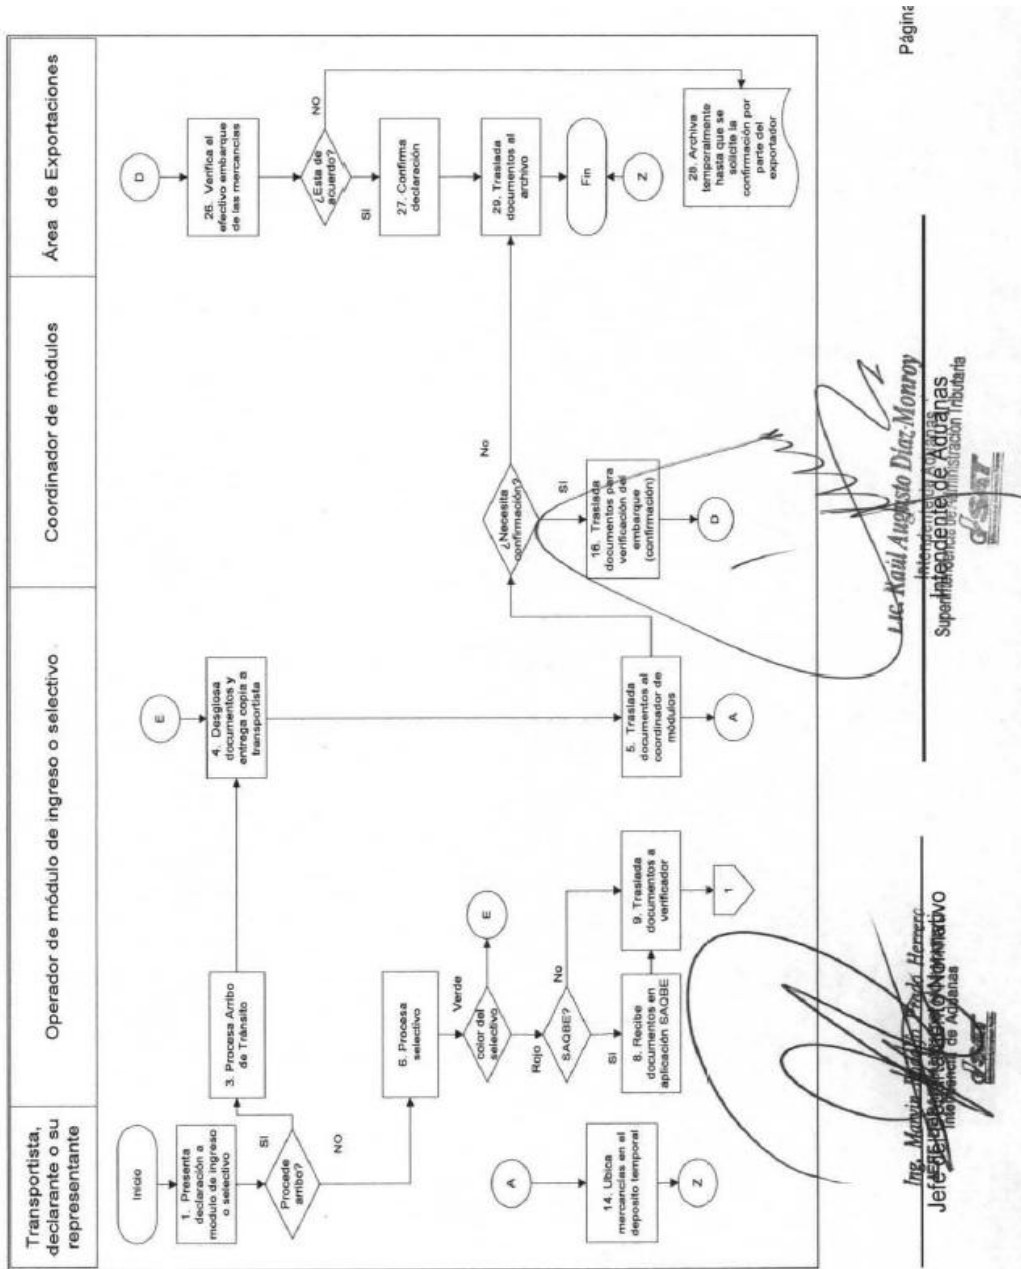 Transportista,
declarante o su
representante
Operador de módulo de ingreso o selectivo
Coordinador de módulos
Área de Exportaciones
Inicio
1. Presenta
declaración a
módulo de ingreso
o selectivo
Procede
arribo?
SI
NO
A
14. Ubica
mercancías en el
deposito temporal
Z
3. Procesa Arribo
de Tránsito
6. Procesa
selectivo
Verde
color del
selectivo
E
Rojo
SAQBE?
No
SI
8. Recibe
documentos en
aplicación SAQBE
9. Traslada
documentos a
verificador
1
E
4. Desglosa
documentos y
entrega copia a
transportista
5. Traslada
documentos al
coordinador de
módulos
A
¿Necesita
confirmación?
No
SI
16. Traslada
documentos para
verificación del
embarque
(confirmación)
D
D
26. Verifica el
efectivo embarque
de las mercancías
¿Esta de
acuerdo?
NO
SI
27. Confirma
declaración
29. Traslada
documentos al
archivo
Fin
Z
28. Archiva
temporalmente
hasta que se
solicite la
confirmación por
parte del
exportador
Ing. Marvin Prado Herrera
Intendencia de Aduanas
Lic. Raúl Augusto Díaz Monroy
Intendente de Aduanas
Superintendencia de Administración Tributaria
SAT
Página